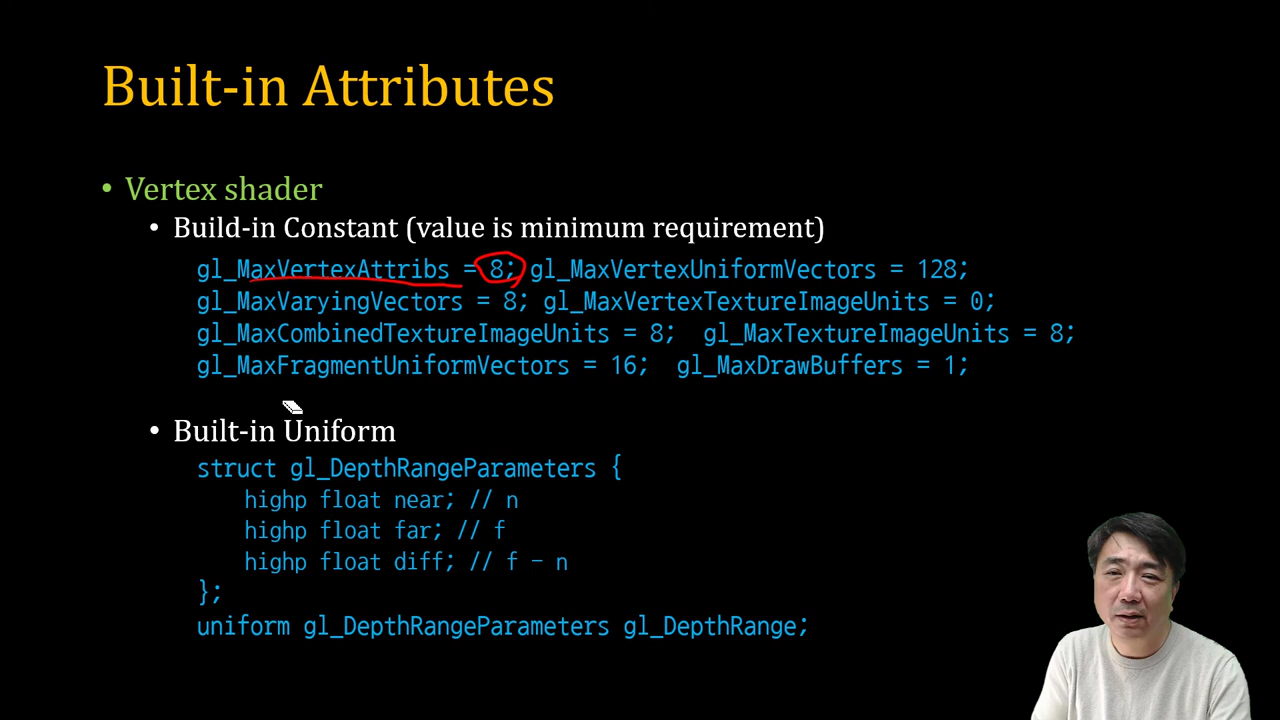 Built-in Attributes
• Vertex shader
• Build-in Constant (value is minimum requirement)
gl_MaxVertexAttribs = 8; gl_MaxVertexUniformVectors = 128;
gl_MaxVaryingVectors = 8; gl_MaxVertexTextureImageUnits = 0;
gl_MaxCombinedTextureImageUnits = 8; gl_MaxTextureImageUnits = 8;
gl_MaxFragmentUniformVectors = 16; gl_MaxDrawBuffers = 1;
• Built-in Uniform
struct gl_DepthRangeParameters {
highp float near; // n
highp float far; // f
highp float diff; // f – n
};
uniform gl_DepthRangeParameters gl_DepthRange;